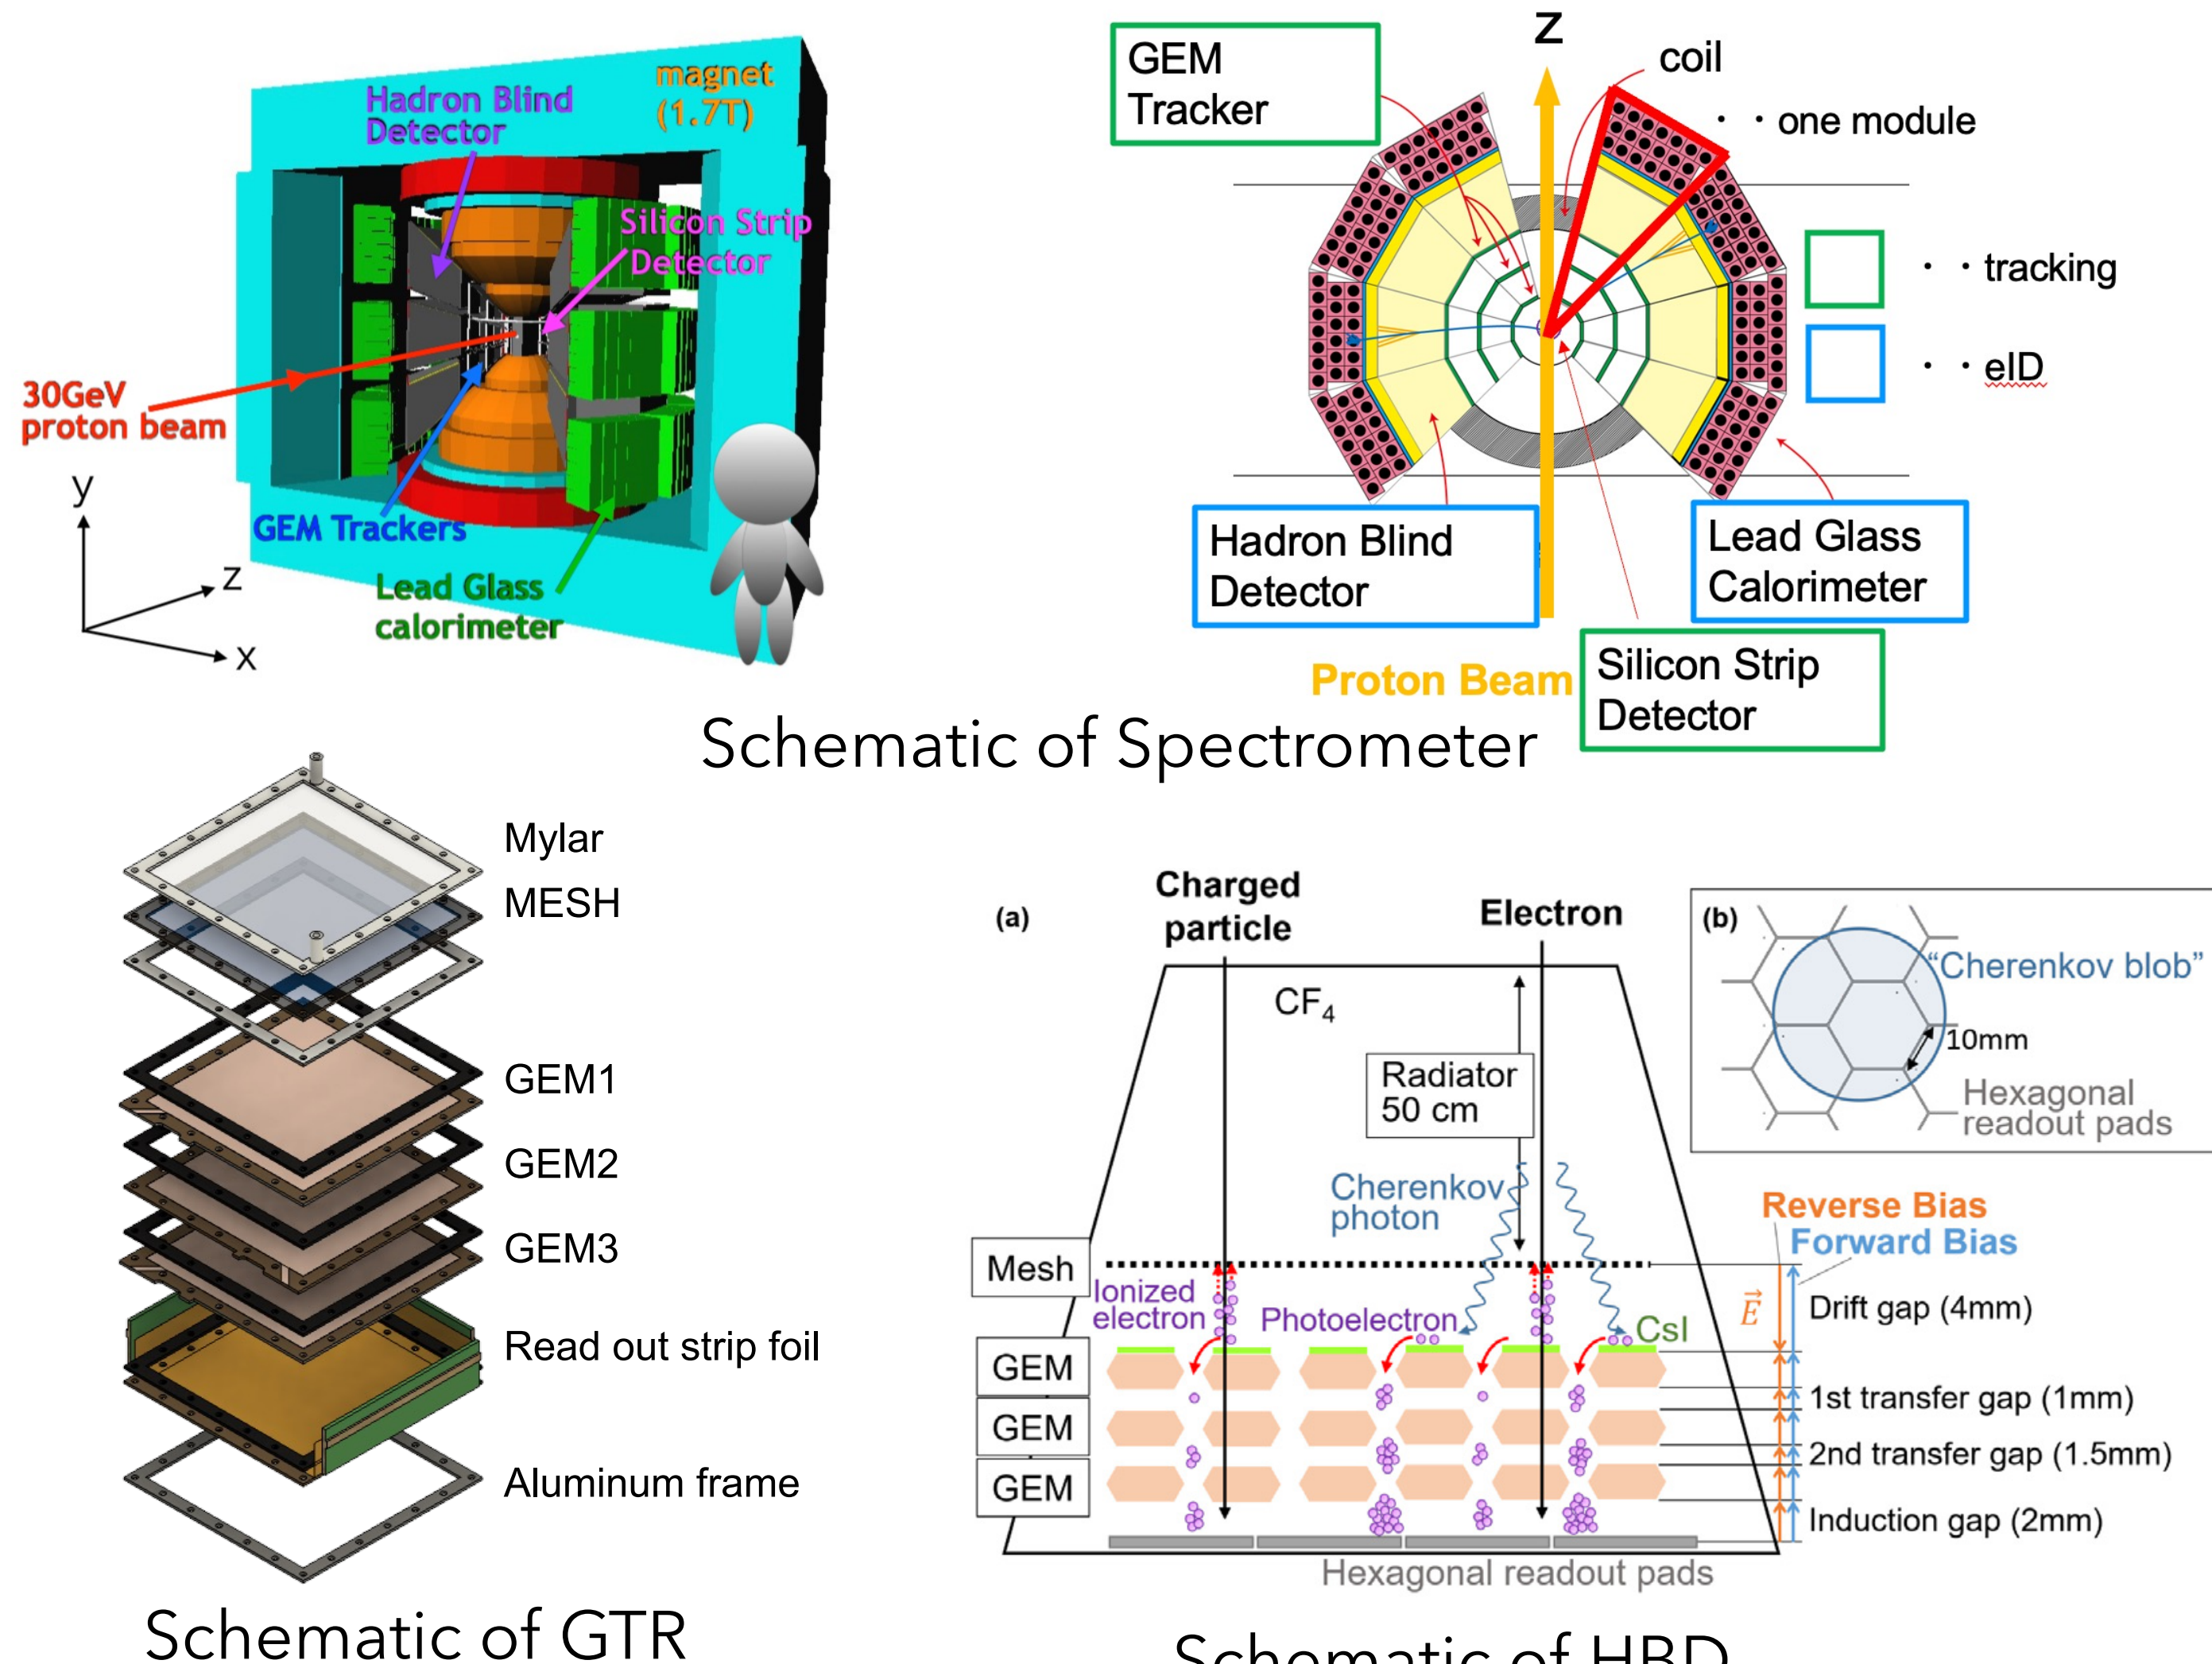 Hadron Blind
Detector
magnet
(1.7T)
Silicon Strip
Detector
30GeV
proton beam
y
z
x
GEM Trackers
Lead Glass
calorimeter
GEM
Tracker
Z
coil
・・one module
・・tracking
・・eID
Hadron Blind
Detector
Lead Glass
Calorimeter
Proton Beam
Silicon Strip
Detector
Schematic of Spectrometer
Mylar
MESH
GEM1
GEM2
GEM3
Read out strip foil
Aluminum frame
Schematic of GTR
(a)
Charged
particle
Electron
CF₄
Radiator
50 cm
Cherenkov
photon
Mesh
Ionized
electron
Photoelectron
CsI
GEM
GEM
GEM
Hexagonal readout pads
(b)
“Cherenkov blob”
10mm
Hexagonal
readout pads
Reverse Bias
Forward Bias
E
Drift gap (4mm)
1st transfer gap (1mm)
2nd transfer gap (1.5mm)
Induction gap (2mm)
Schematic of HBD